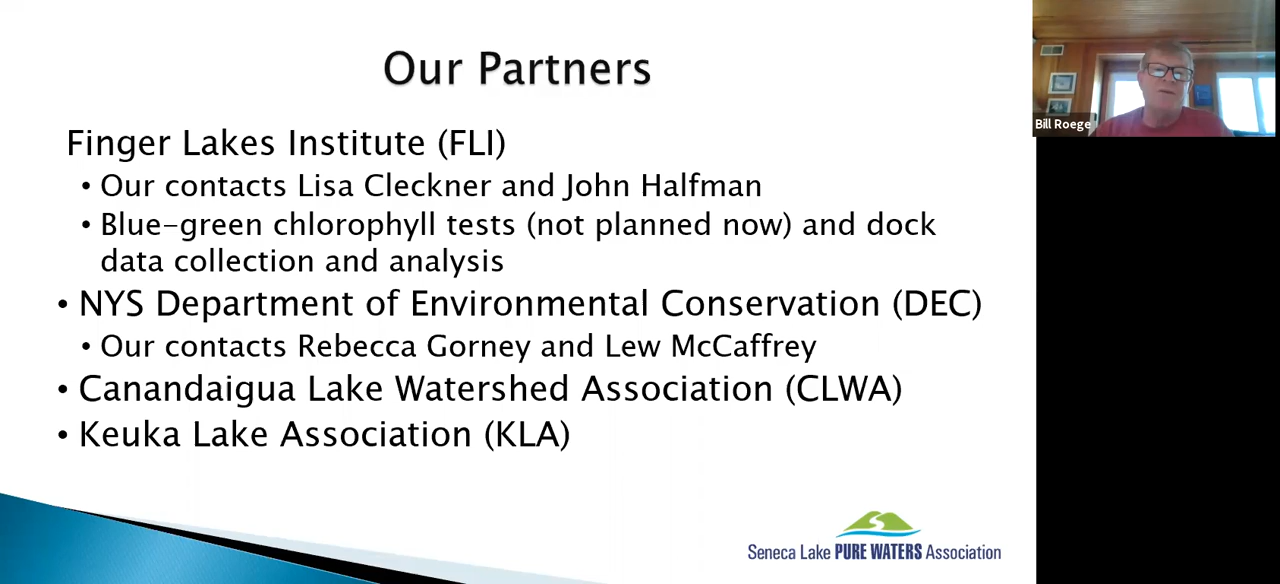 Our Partners
Finger Lakes Institute (FLI)
• Our contacts Lisa Cleckner and John Halfman
• Blue-green chlorophyll tests (not planned now) and dock
data collection and analysis
• NYS Department of Environmental Conservation (DEC)
• Our contacts Rebecca Gorney and Lew McCaffrey
• Canandaigua Lake Watershed Association (CLWA)
• Keuka Lake Association (KLA)
Seneca Lake PURE WATERS Association
Bill Roege